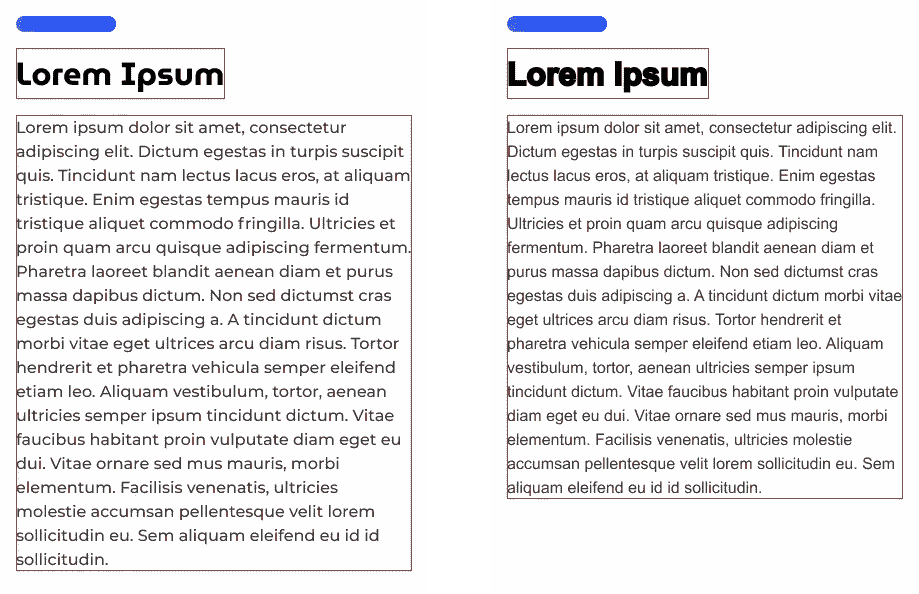 Lorem Ipsum
Lorem ipsum dolor sit amet, consectetur
adipiscing elit. Dictum egestas in turpis suscipit
quis. Tincidunt nam lectus lacus eros, at aliquam
tristique. Enim egestas tempus mauris id
tristique aliquet commodo fringilla. Ultricies et
proin quam arcu quisque adipiscing fermentum.
Pharetra laoreet blandit aenean diam et purus
massa dapibus dictum. Non sed dictumst cras
egestas duis adipiscing a. A tincidunt dictum
morbi vitae eget ultrices arcu diam risus. Tortor
hendrerit et pharetra vehicula semper eleifend
etiam leo. Aliquam vestibulum, tortor, aenean
ultricies semper ipsum tincidunt dictum. Vitae
faucibus habitant proin vulputate diam eget eu
dui. Vitae ornare sed mus mauris, morbi
elementum. Facilisis venenatis, ultricies
molestie accumsan pellentesque velit lorem
sollicitudin eu. Sem aliquam eleifend eu id id
sollicitudin.
Lorem Ipsum
Lorem ipsum dolor sit amet, consectetur adipiscing elit.
Dictum egestas in turpis suscipit quis. Tincidunt nam
lectus lacus eros, at aliquam tristique. Enim egestas
tempus mauris id tristique aliquet commodo fringilla.
Ultricies et proin quam arcu quisque adipiscing
fermentum. Pharetra laoreet blandit aenean diam et
purus massa dapibus dictum. Non sed dictumst cras
egestas duis adipiscing a. A tincidunt dictum morbi vitae
eget ultrices arcu diam risus. Tortor hendrerit et
pharetra vehicula semper eleifend etiam leo. Aliquam
vestibulum, tortor, aenean ultricies semper ipsum
tincidunt dictum. Vitae faucibus habitant proin vulputate
diam eget eu dui. Vitae ornare sed mus mauris, morbi
elementum. Facilisis venenatis, ultricies molestie
accumsan pellentesque velit lorem sollicitudin eu. Sem
aliquam eleifend eu id id sollicitudin.